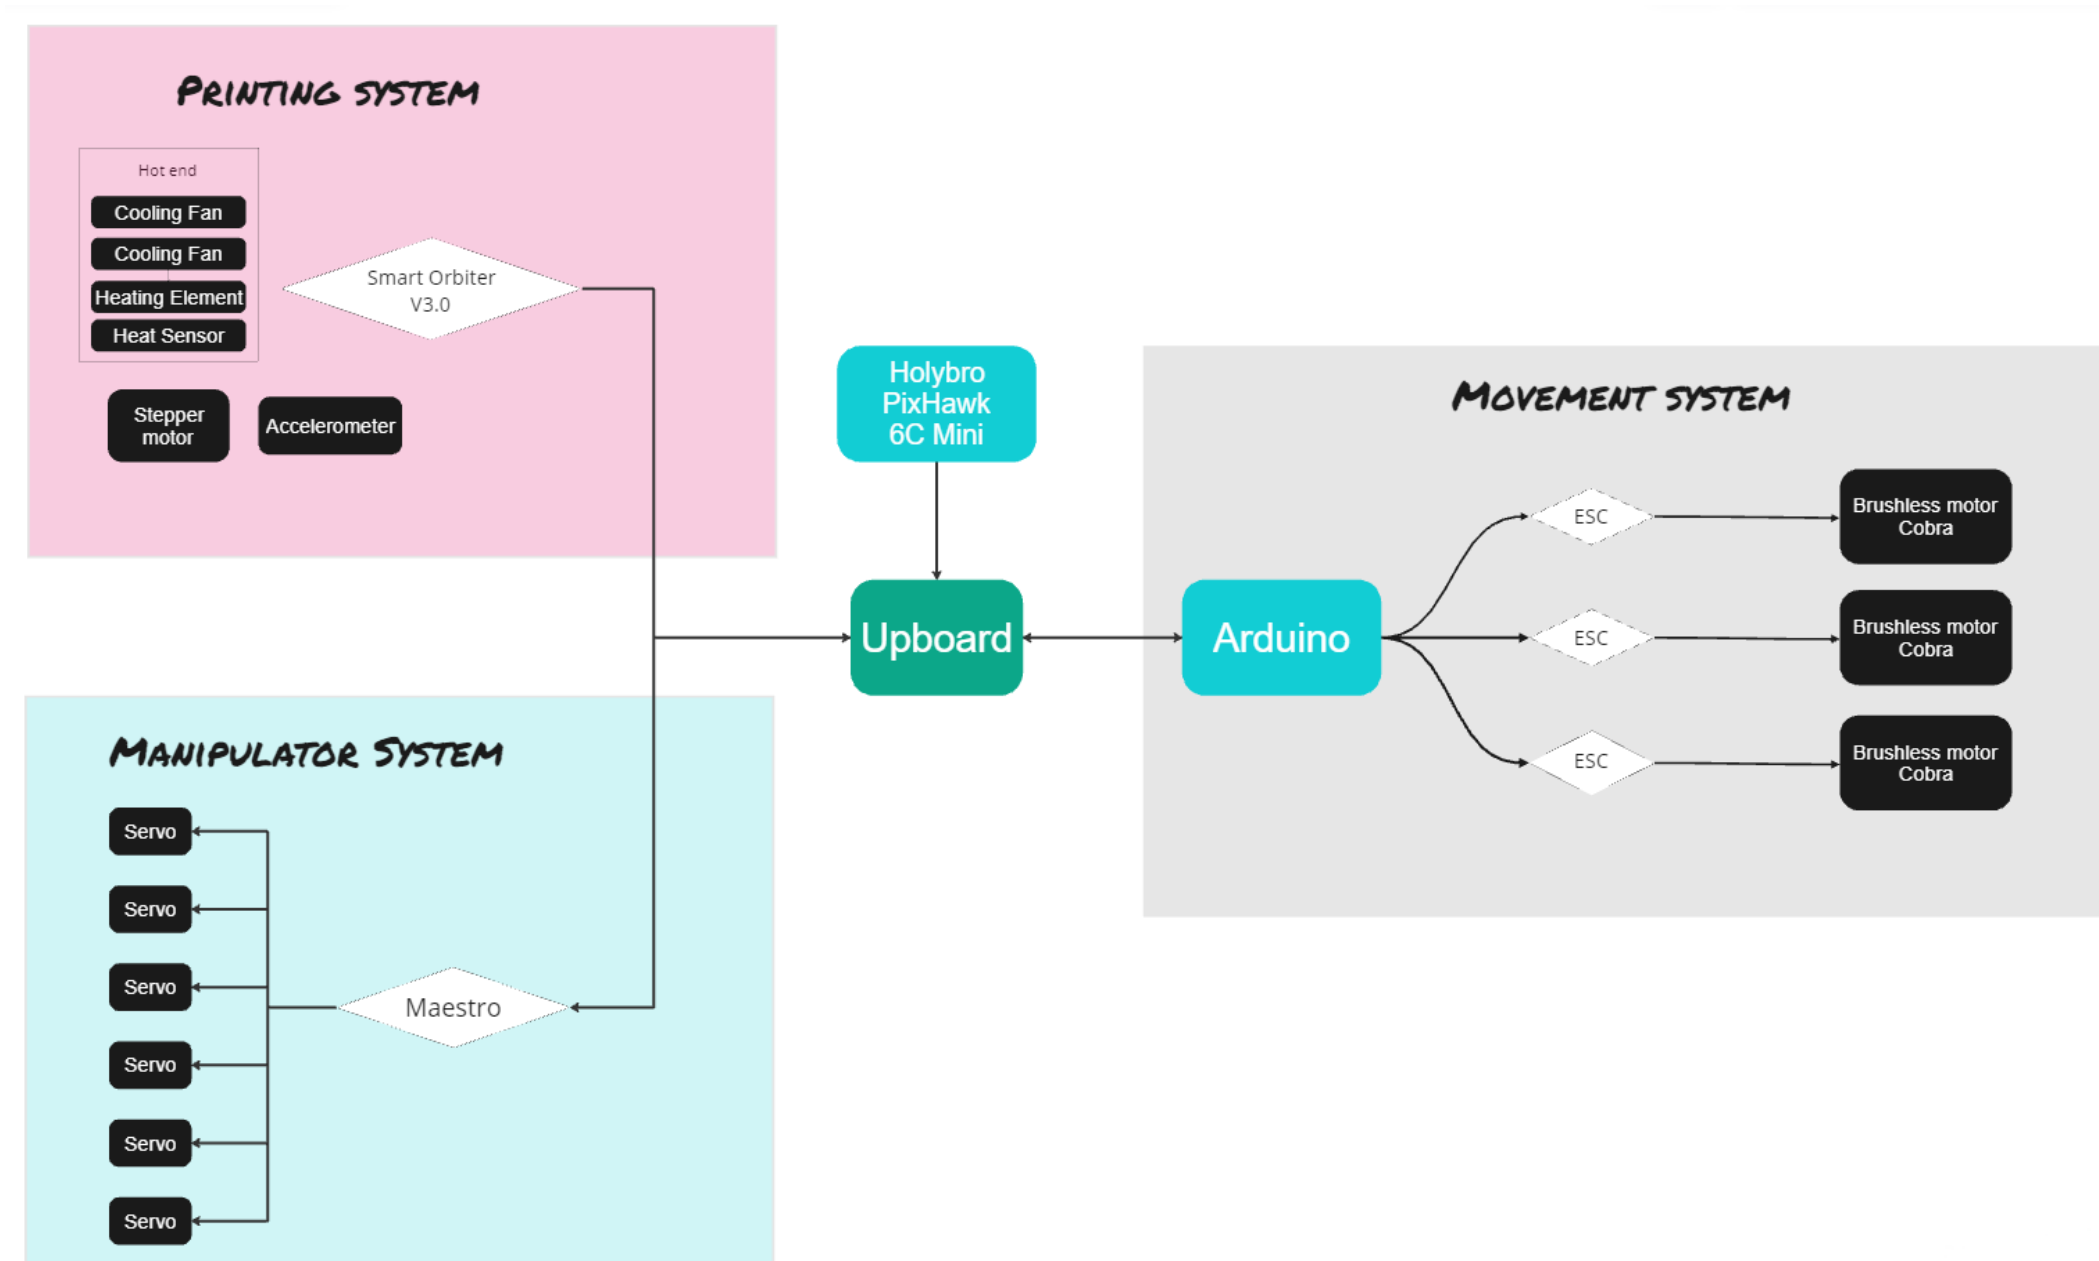 PRINTING SYSTEM
Hot end
Cooling Fan
Cooling Fan
Heating Element
Heat Sensor
Smart Orbiter
V3.0
Stepper
motor
Accelerometer
Holybro
PixHawk
6C Mini
Upboard
MOVEMENT SYSTEM
Arduino
ESC
Brushless motor
Cobra
ESC
Brushless motor
Cobra
ESC
Brushless motor
Cobra
MANIPULATOR SYSTEM
Servo
Servo
Servo
Servo
Servo
Servo
Maestro